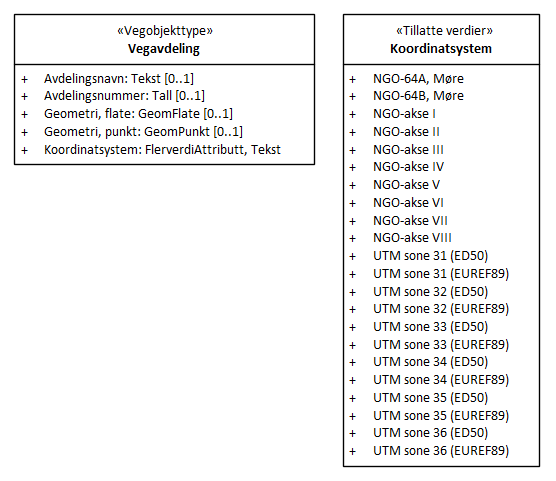 «Vegobjekttype»
Vegavdeling
+ Avdelingsnavn: Tekst [0..1]
+ Avdelingsnummer: Tall [0..1]
+ Geometri, flate: GeomFlate [0..1]
+ Geometri, punkt: GeomPunkt [0..1]
+ Koordinatsystem: FlerverdiAttributt, Tekst
«Tillatte verdier»
Koordinatsystem
+ NGO-64A, Møre
+ NGO-64B, Møre
+ NGO-akse I
+ NGO-akse II
+ NGO-akse III
+ NGO-akse IV
+ NGO-akse V
+ NGO-akse VI
+ NGO-akse VII
+ NGO-akse VIII
+ UTM sone 31 (ED50)
+ UTM sone 31 (EUREF89)
+ UTM sone 32 (ED50)
+ UTM sone 32 (EUREF89)
+ UTM sone 33 (ED50)
+ UTM sone 33 (EUREF89)
+ UTM sone 34 (ED50)
+ UTM sone 34 (EUREF89)
+ UTM sone 35 (ED50)
+ UTM sone 35 (EUREF89)
+ UTM sone 36 (ED50)
+ UTM sone 36 (EUREF89)